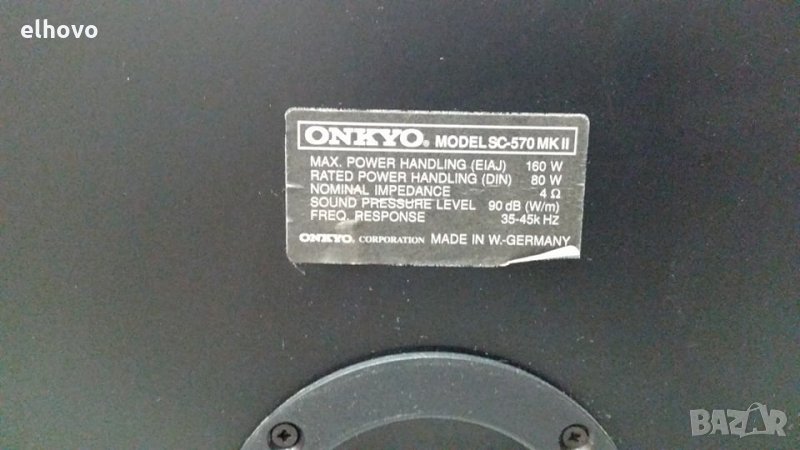 elhovo
ONKYO® MODEL SC-570 MK II
MAX. POWER HANDLING (EIAJ) 160 W
RATED POWER HANDLING (DIN) 80 W
NOMINAL IMPEDANCE 4 Ω
SOUND PRESSURE LEVEL 90 dB (W/m)
FREQ. RESPONSE 35-45k HZ
ONKYO. CORPORATION MADE IN W.-GERMANY
BAZAR